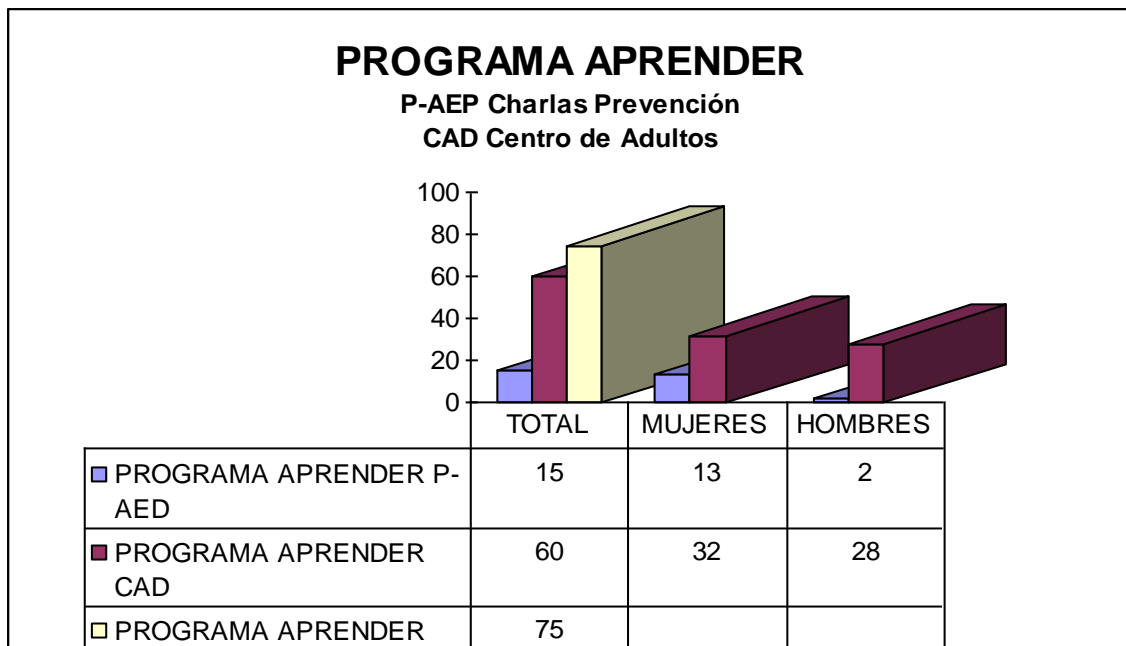 PROGRAMA APRENDER
P-AEP Charlas Prevención
CAD Centro de Adultos
100
80
60
40
20
0
TOTAL MUJERES HOMBRES
PROGRAMA APRENDER P-
AED
15 13 2
PROGRAMA APRENDER
CAD
60 32 28
PROGRAMA APRENDER
75